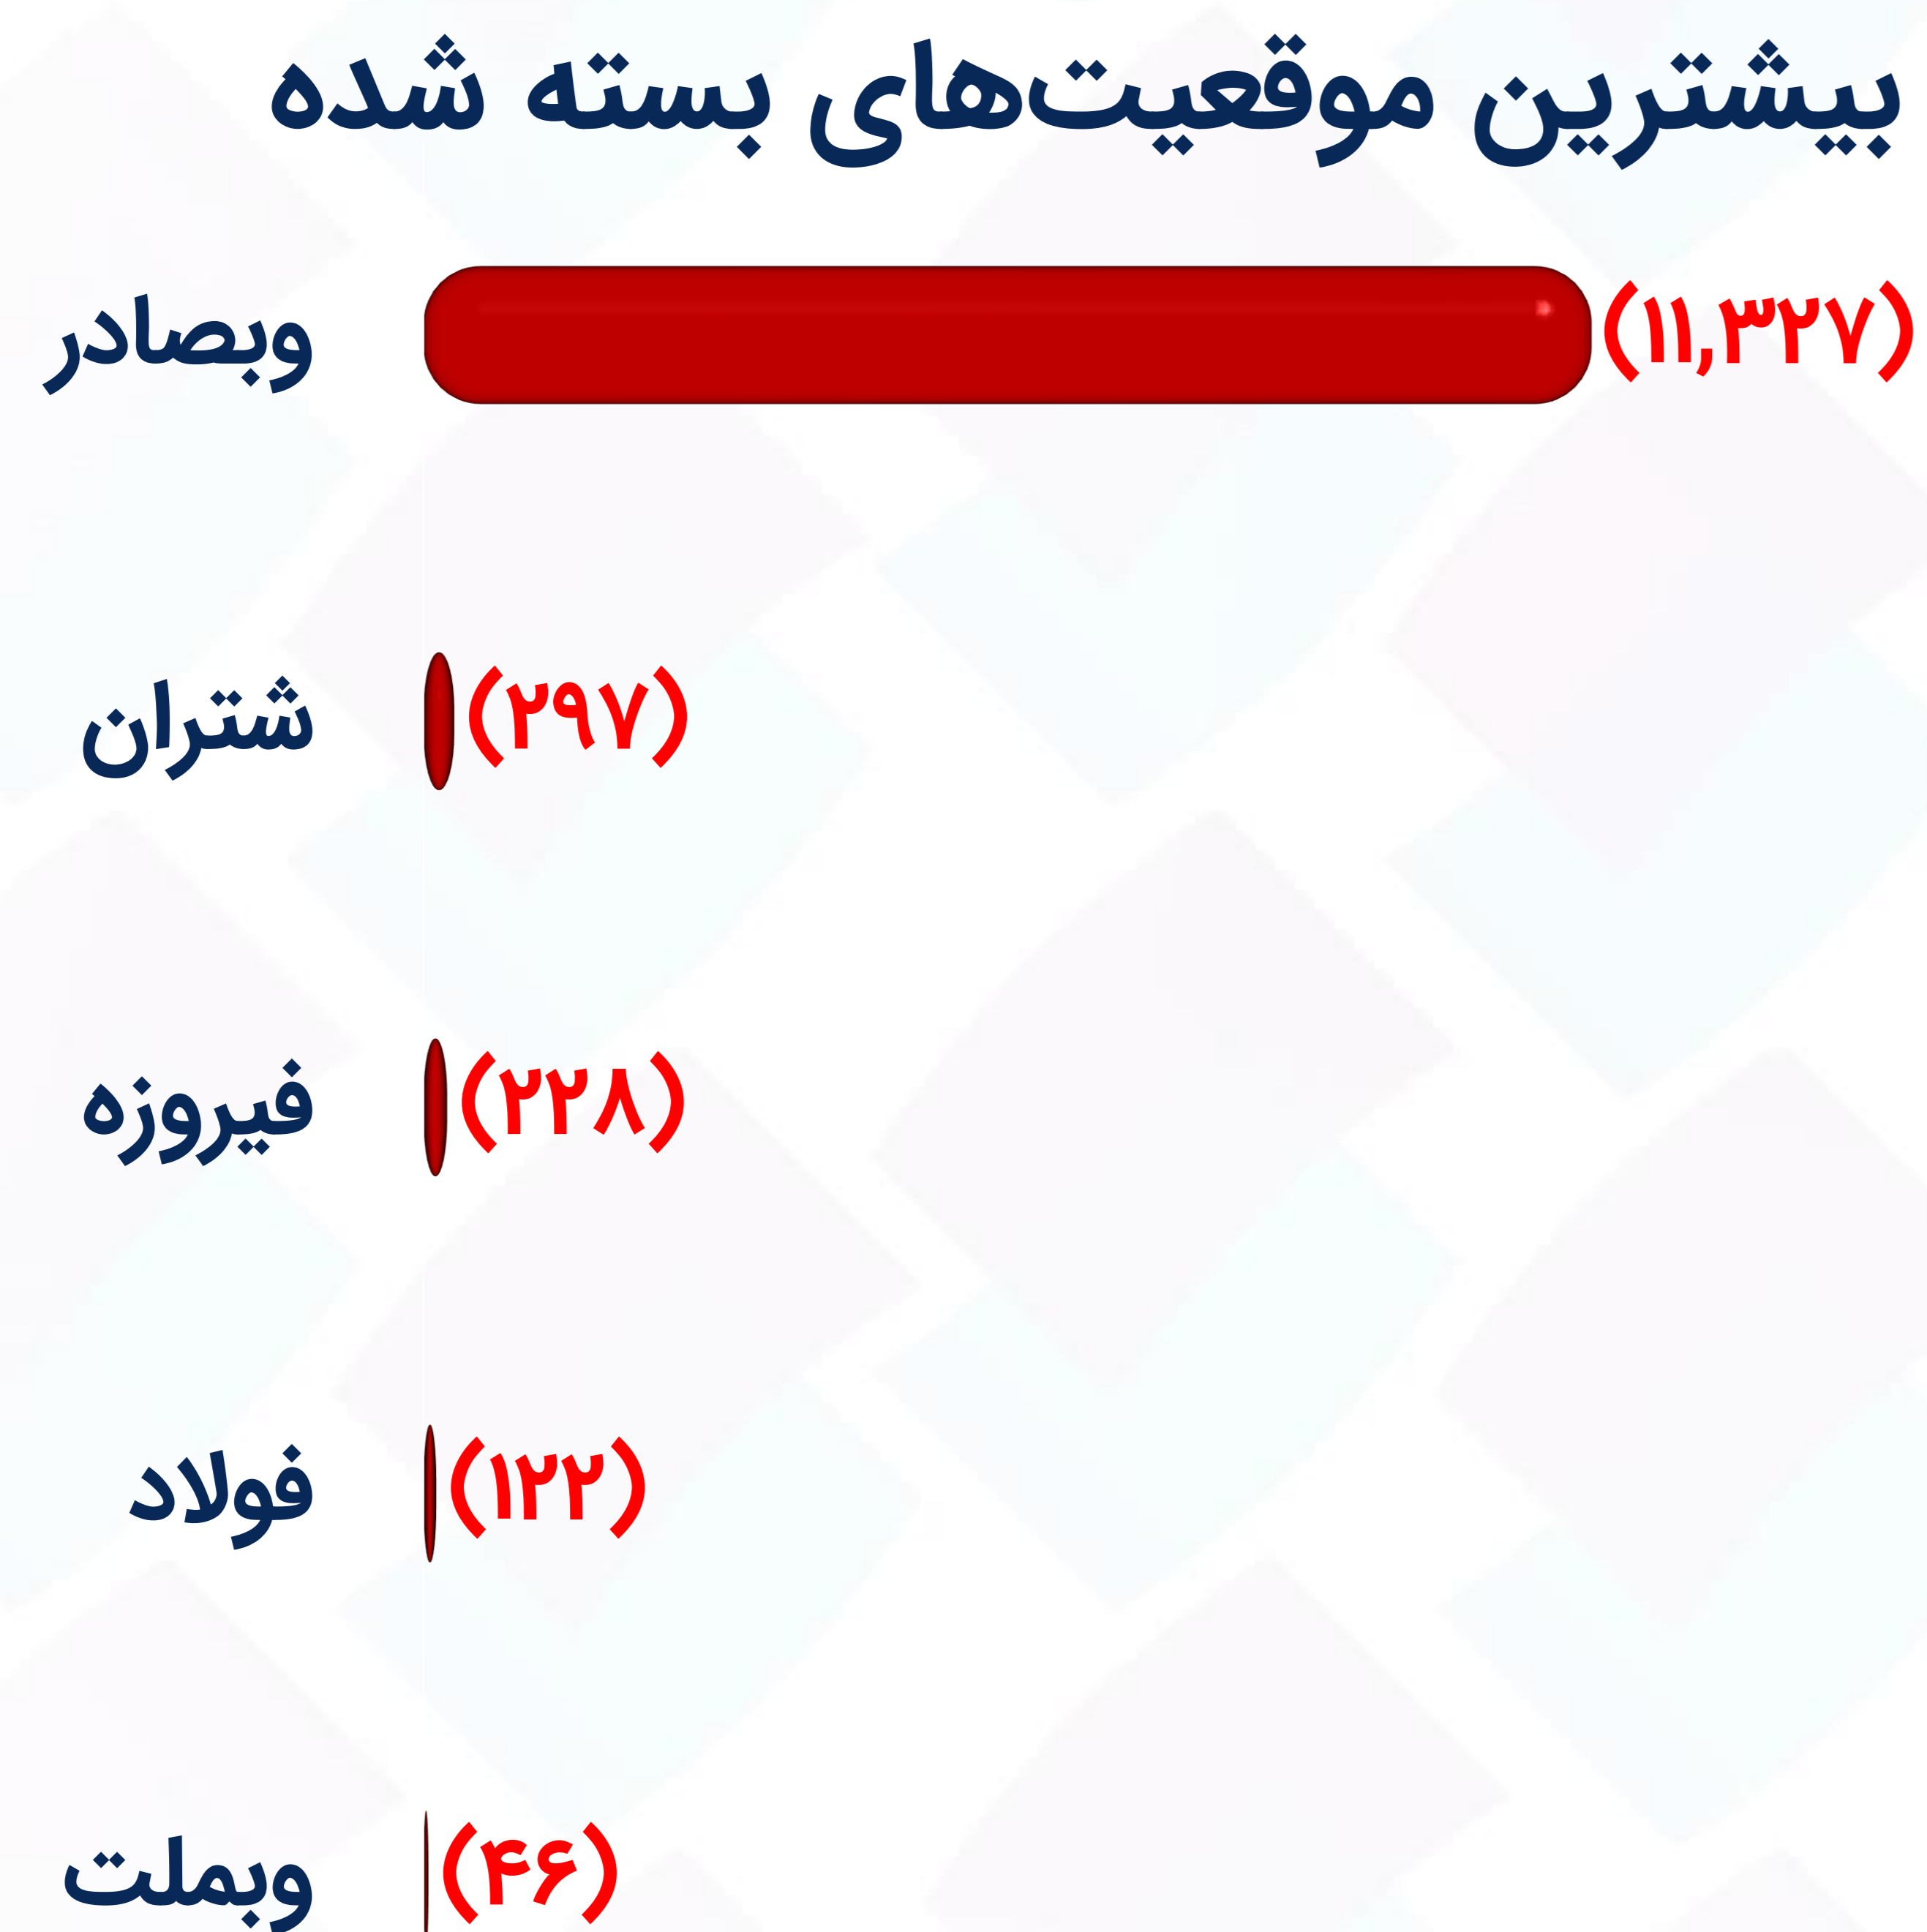 بیشترین موقعیت‌های بسته شده
وبصادر (۱۱,۳۲۷)
شتران (۲۹۷)
فیروزه (۲۲۸)
فولاد (۱۲۲)
وبملت (۴۶)